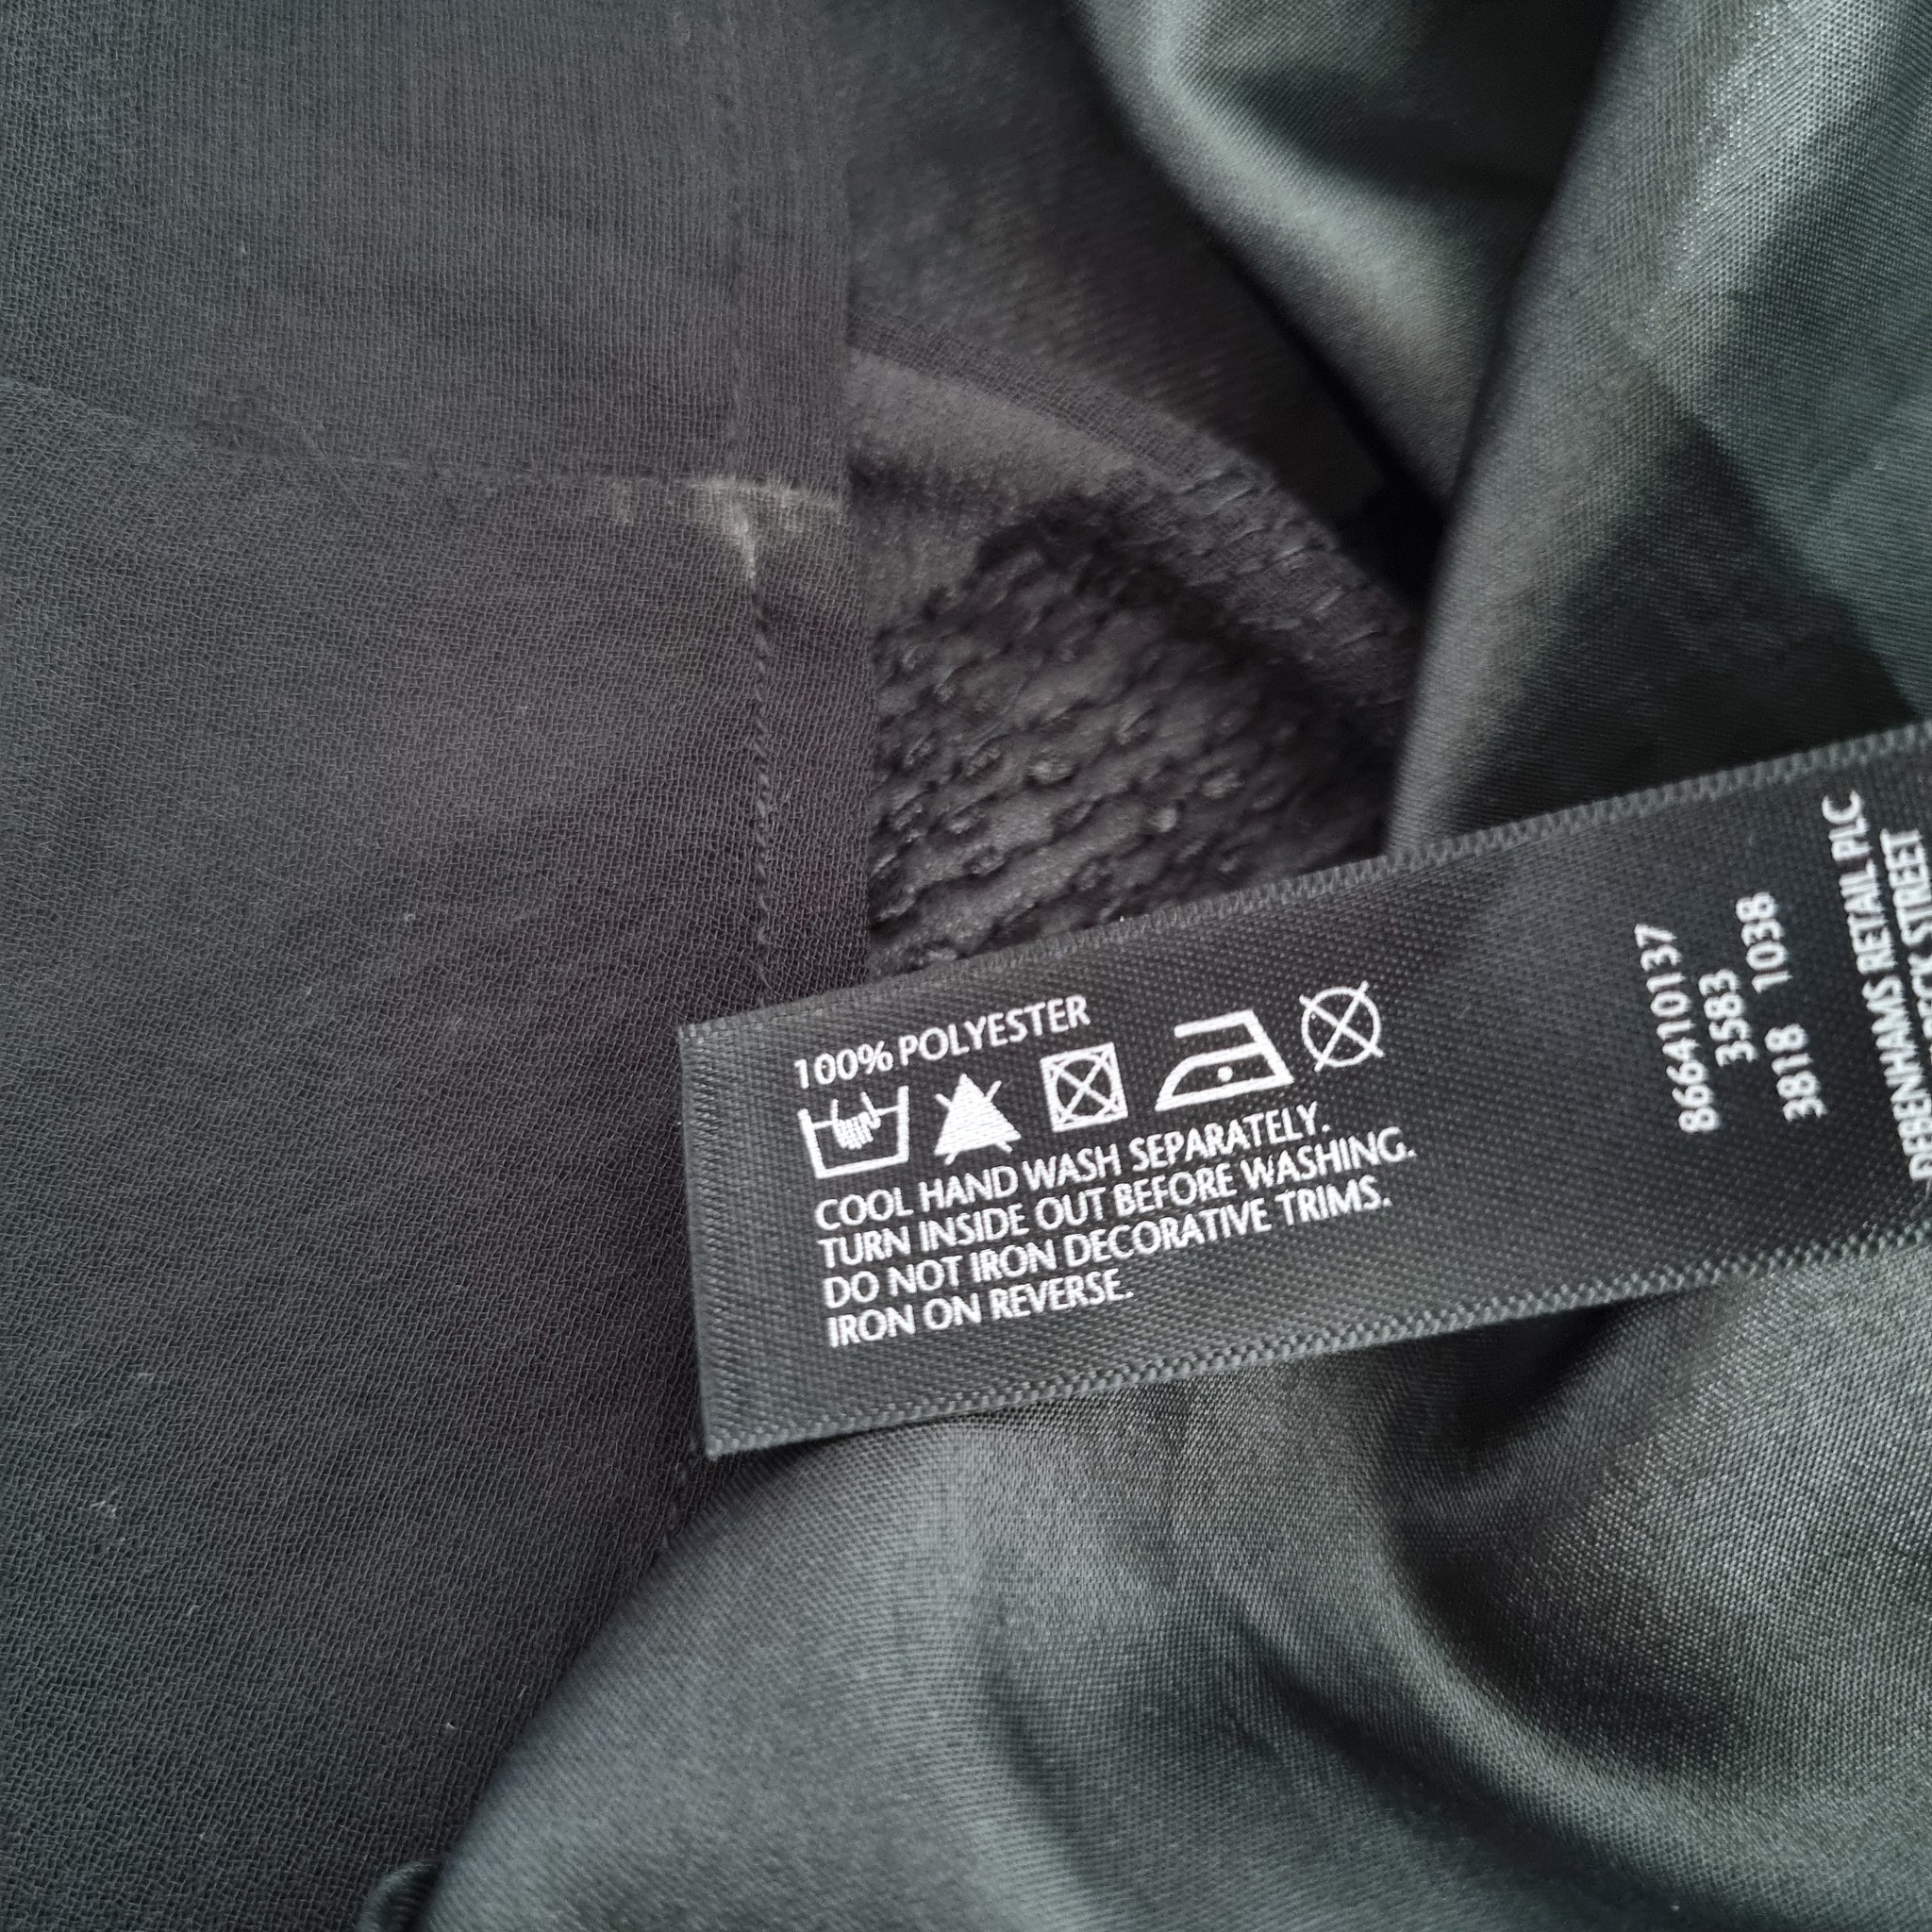 100% POLYESTER
COOL HAND WASH SEPARATELY.
TURN INSIDE OUT BEFORE WASHING.
DO NOT IRON DECORATIVE TRIMS.
IRON ON REVERSE.
866410137
3583
3818 1038
DEBENHAMS RETAIL PLC
STREET